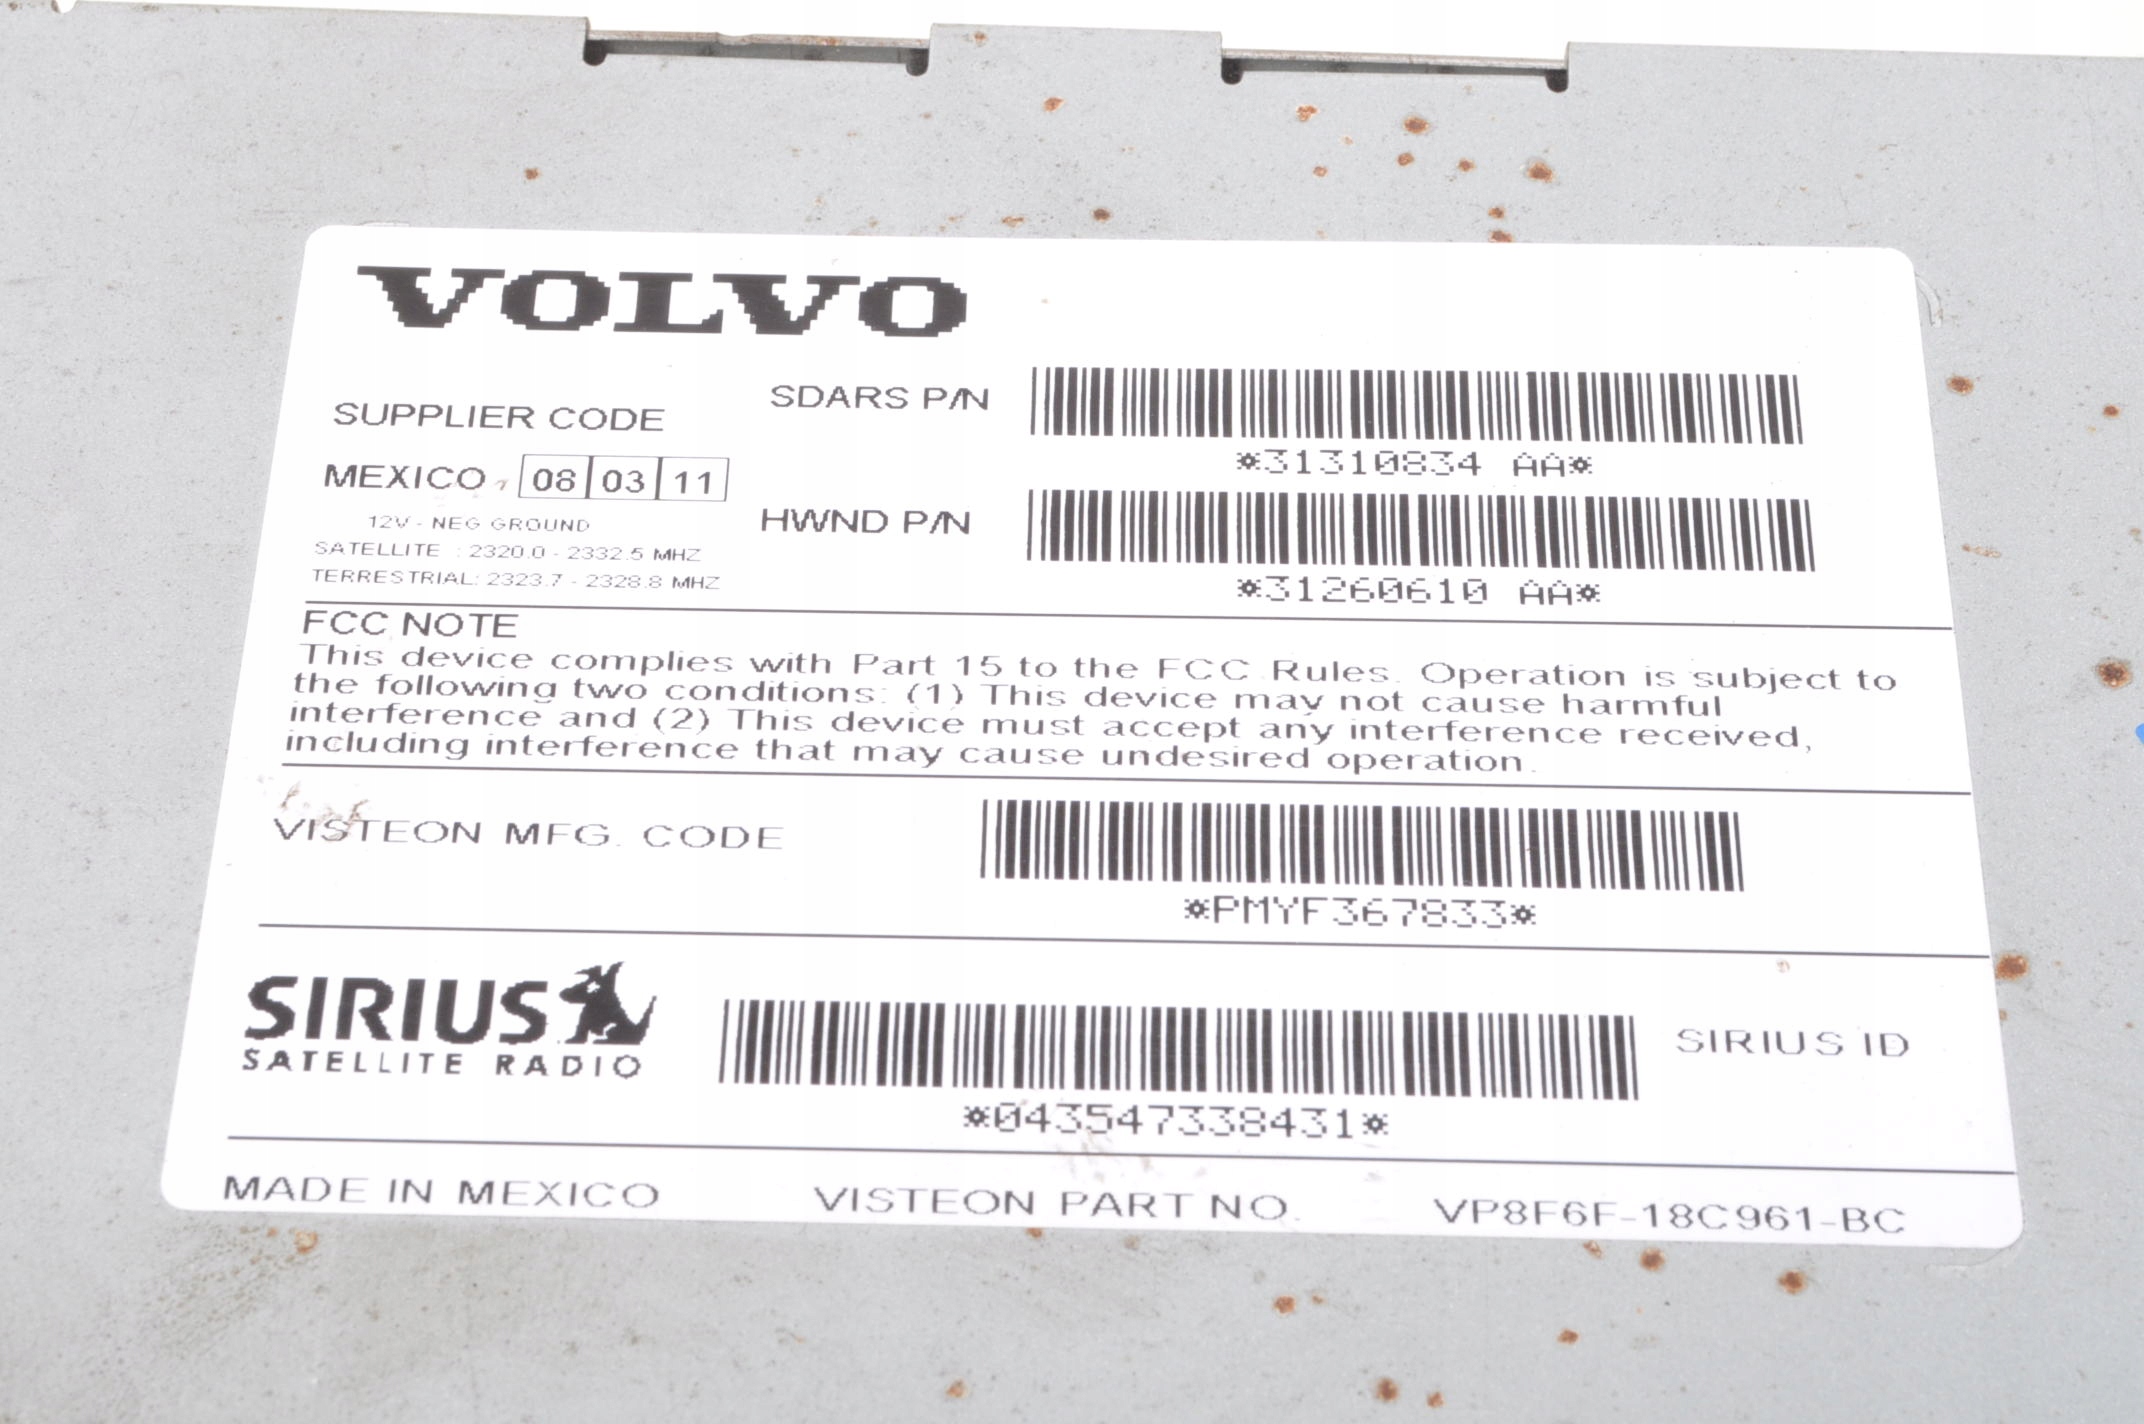 VOLVO
SUPPLIER CODE
SDARS P/N
*31310834 AA*
MEXICO 08 03 11
HWND P/N
*31260610 AA*
12V - NEG GROUND
SATELLITE : 2320.0 - 2332.5 MHZ
TERRESTRIAL: 2323.7 - 2328.8 MHZ
FCC NOTE
This device complies with Part 15 to the FCC Rules. Operation is subject to
the following two conditions: (1) This device may not cause harmful
interference and (2) This device must accept any interference received,
including interference that may cause undesired operation.
VISTEON MFG. CODE
*PMYF367833*
SIRIUS
SATELLITE RADIO
*043547338431*
SIRIUS ID
MADE IN MEXICO VISTEON PART NO. VP8F6F-18C961-BC